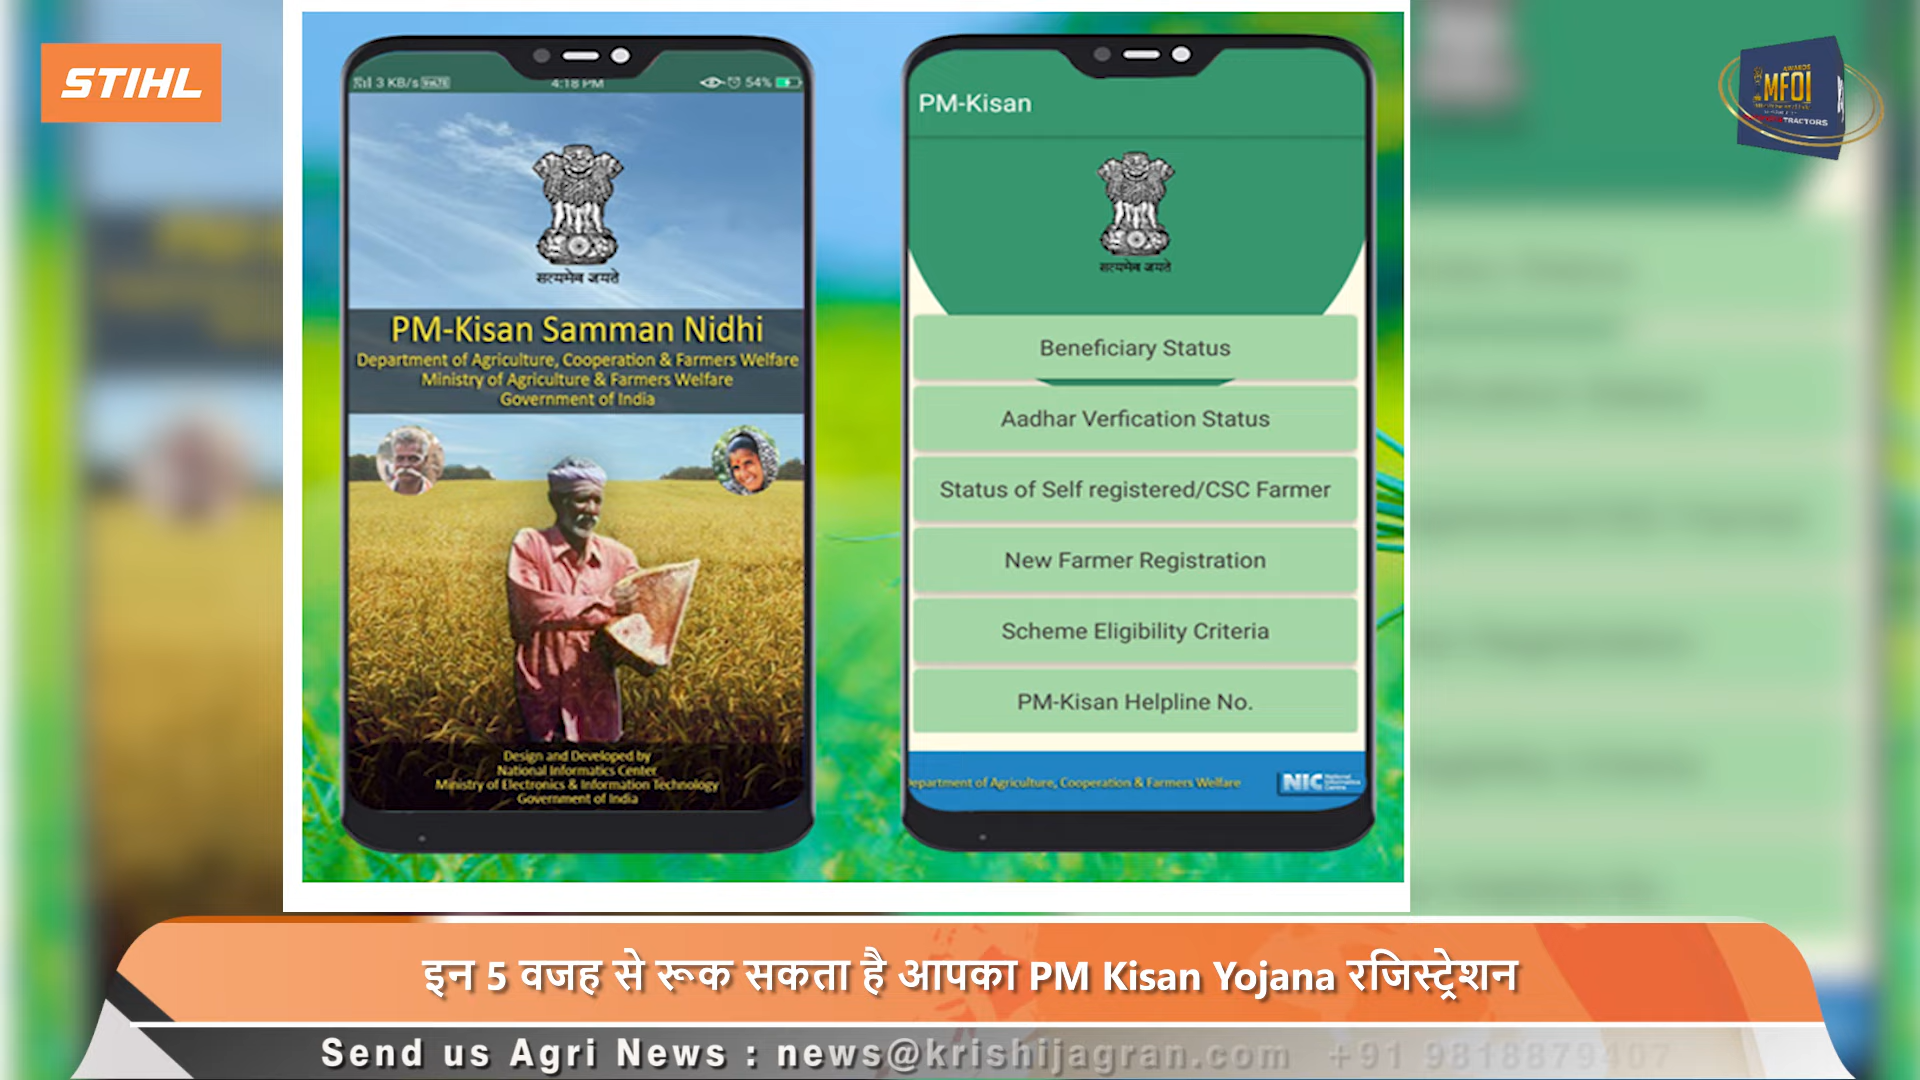 STIHL
AWARDS
MFOI
TRACTORS
3 KB/s VoLTE 4:18 PM 54%
सत्यमेव जयते
PM-Kisan Samman Nidhi
Department of Agriculture, Cooperation & Farmers Welfare
Ministry of Agriculture & Farmers Welfare
Government of India
Design and Developed by
National Informatics Center
Ministry of Electronics & Information Technology
Government of India
PM-Kisan
सत्यमेव जयते
Beneficiary Status
Aadhar Verfication Status
Status of Self registered/CSC Farmer
New Farmer Registration
Scheme Eligibility Criteria
PM-Kisan Helpline No.
epartment of Agriculture, Cooperation & Farmers Welfare
NIC National Informatics Centre
इन 5 वजह से रूक सकता है आपका PM Kisan Yojana रजिस्ट्रेशन
Send us Agri News : news@krishijagran.com +91 9818879407